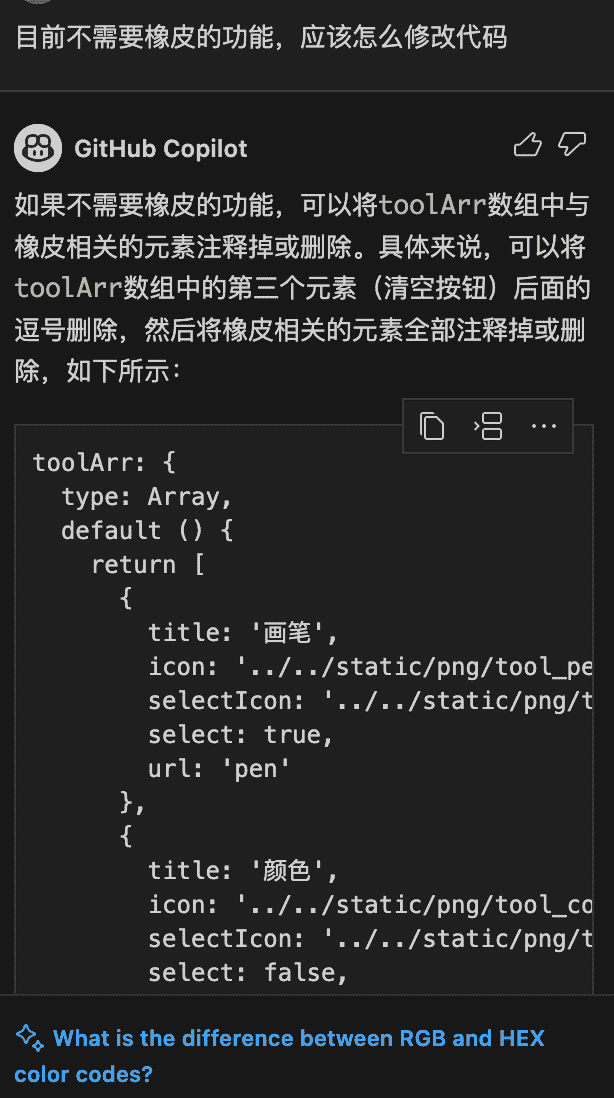 目前不需要橡皮的功能，应该怎么修改代码
GitHub Copilot
如果不需要橡皮的功能，可以将toolArr数组中与
橡皮相关的元素注释掉或删除。具体来说，可以将
toolArr数组中的第三个元素（清空按钮）后面的
逗号删除，然后将橡皮相关的元素全部注释掉或删
除，如下所示：
toolArr: {
  type: Array,
  default () {
    return [
      {
        title: '画笔',
        icon: '../../static/png/tool_pe
        selectIcon: '../../static/png/t
        select: true,
        url: 'pen'
      },
      {
        title: '颜色',
        icon: '../../static/png/tool_co
        selectIcon: '../../static/png/t
        select: false,
What is the difference between RGB and HEX
color codes?